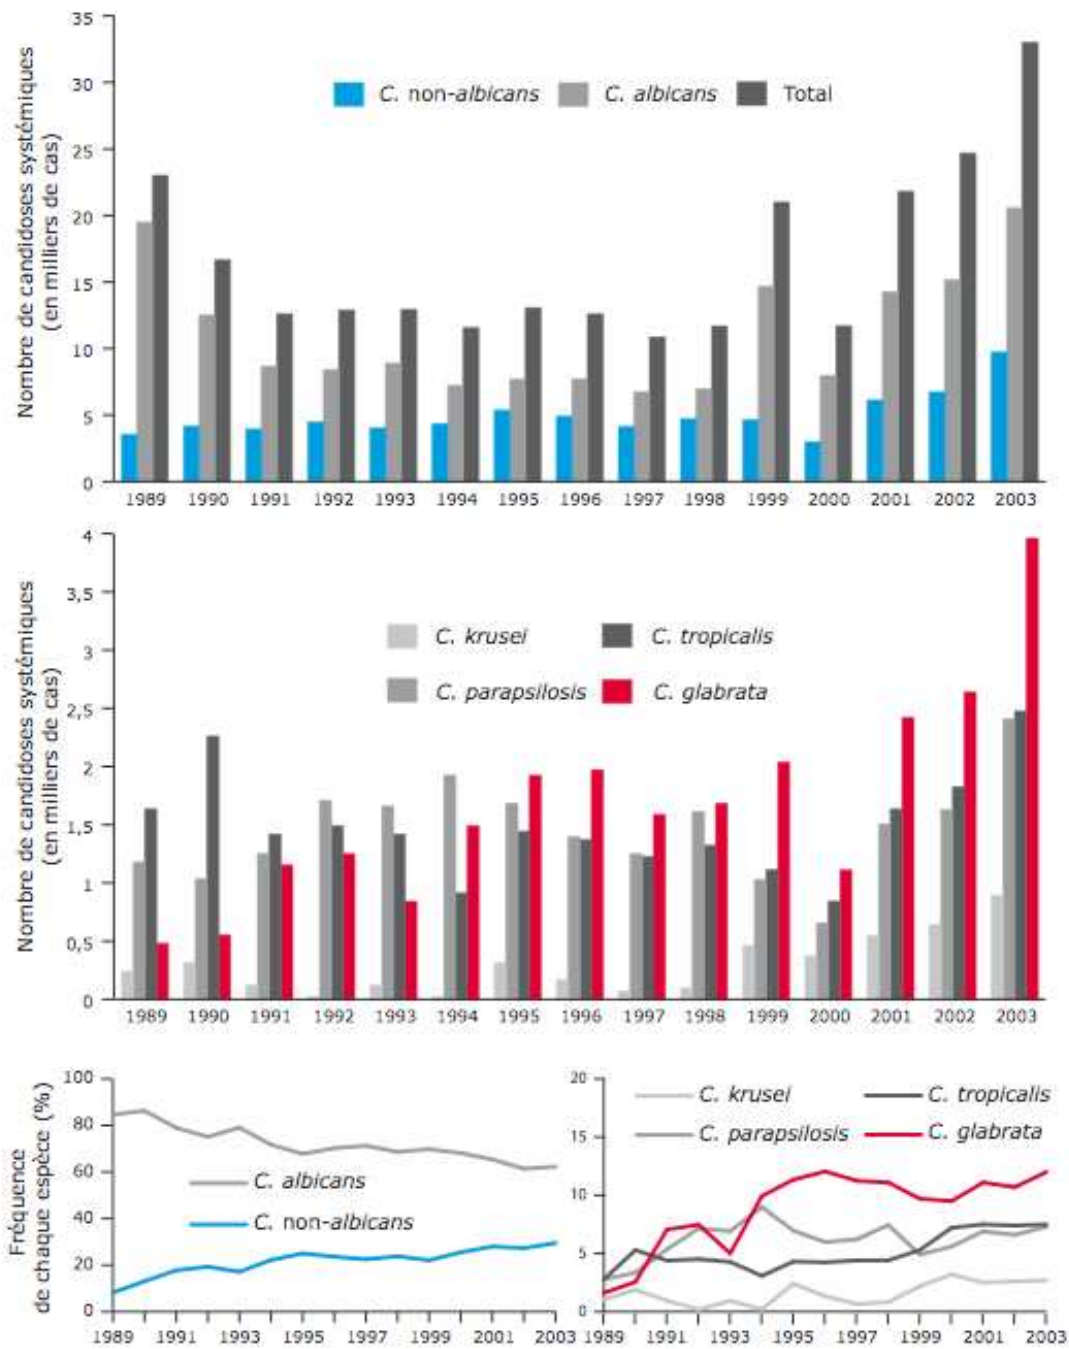 Nombre de candidoses systémiques
(en milliers de cas)
35
30
25
20
15
10
5
0
C. non-albicans C. albicans Total
1989 1990 1991 1992 1993 1994 1995 1996 1997 1998 1999 2000 2001 2002 2003
Nombre de candidoses systémiques
(en milliers de cas)
4
3,5
3
2,5
2
1,5
1
0,5
0
C. krusei C. tropicalis
C. parapsilosis C. glabrata
1989 1990 1991 1992 1993 1994 1995 1996 1997 1998 1999 2000 2001 2002 2003
Fréquence
de chaque espèce (%)
100
80
60
40
20
0
C. albicans
C. non-albicans
1989 1991 1993 1995 1997 1999 2001 2003
20
15
10
5
0
C. krusei C. tropicalis
C. parapsilosis C. glabrata
1989 1991 1993 1995 1997 1999 2001 2003